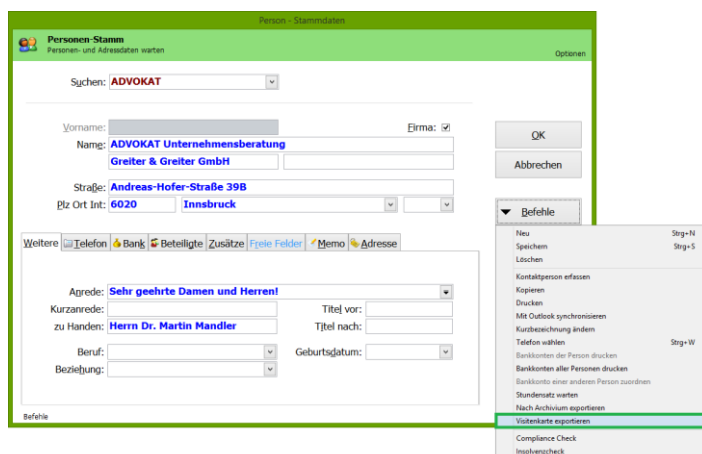 Person - Stammdaten
Personen-Stamm
Personen- und Adressdaten warten
Optionen
Suchen: ADVOKAT
Vorname:
Firma:
Name: ADVOKAT Unternehmensberatung
Greiter & Greiter GmbH
Straße: Andreas-Hofer-Straße 39B
Plz Ort Int: 6020 Innsbruck
OK
Abbrechen
Befehle
Weitere Telefon Bank Beteiligte Zusätze Freie Felder Memo Adresse
Anrede: Sehr geehrte Damen und Herren!
Kurzanrede:
Titel vor:
zu Handen: Herrn Dr. Martin Mandler
Titel nach:
Beruf:
Geburtsdatum:
Beziehung:
Befehle
Neu Strg+N
Speichern Strg+S
Löschen
Kontaktperson erfassen
Kopieren
Drucken
Mit Outlook synchronisieren
Kurzbezeichnung ändern
Telefon wählen Strg+W
Bankkonten der Person drucken
Bankkonten aller Personen drucken
Bankkonto einer anderen Person zuordnen
Stundensatz warten
Nach Archivium exportieren
Visitenkarte exportieren
Compliance Check
Insolvenzcheck